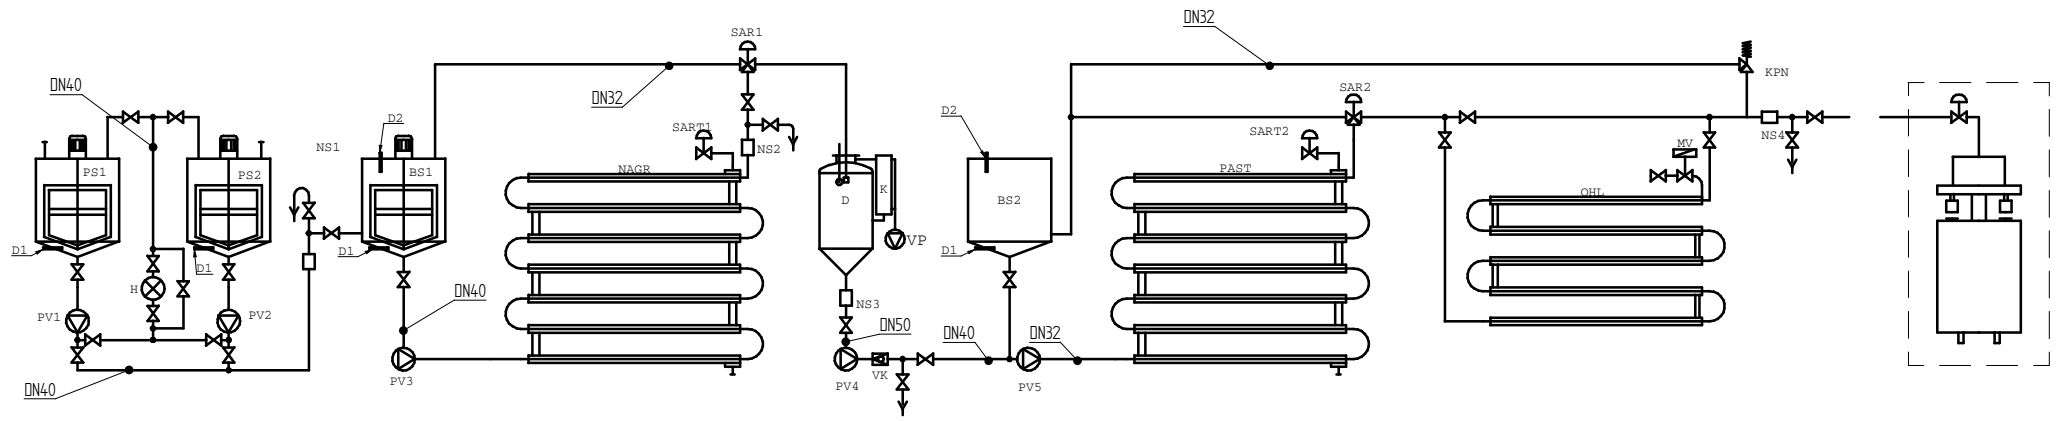 DN32
SAR1
KPN
DN40
DN32
SAR2
D2
D2
SART1
SART2
NS1
NS2
NS4
MV
PS1
PS2
BS1
NAGR
K
PAST
OHL
D
BS2
VP
D1
D1
D1
D1
H
DN40
NS3
PV1
PV2
DN50
DN40
DN32
PV3
PV4
VK
PV5
DN40